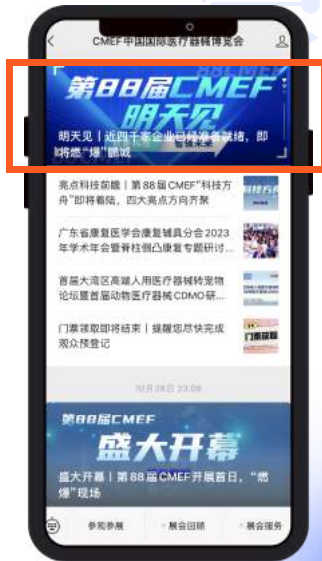 CMEF中国国际医疗器械博览会
第88届CMEF
明天见
明天见丨近四千家企业已经准备就绪，即
将燃“爆”鹏城
亮点科技前瞻丨第88届CMEF“科技方
舟”即将着陆，四大亮点方向齐聚
广东省康复医学会康复辅具分会2023
年学术年会暨脊柱侧凸康复专题研讨...
首届大湾区高端人用医疗器械转宠物
论坛暨首届动物医疗器械CDMO研...
门票领取即将结束丨提醒您尽快完成
观众预登记
10月28日 23:08
第88届CMEF
盛大开幕
盛大开幕丨第88届CMEF开展首日，“燃
爆”现场
参观参展
展会回顾
展会服务